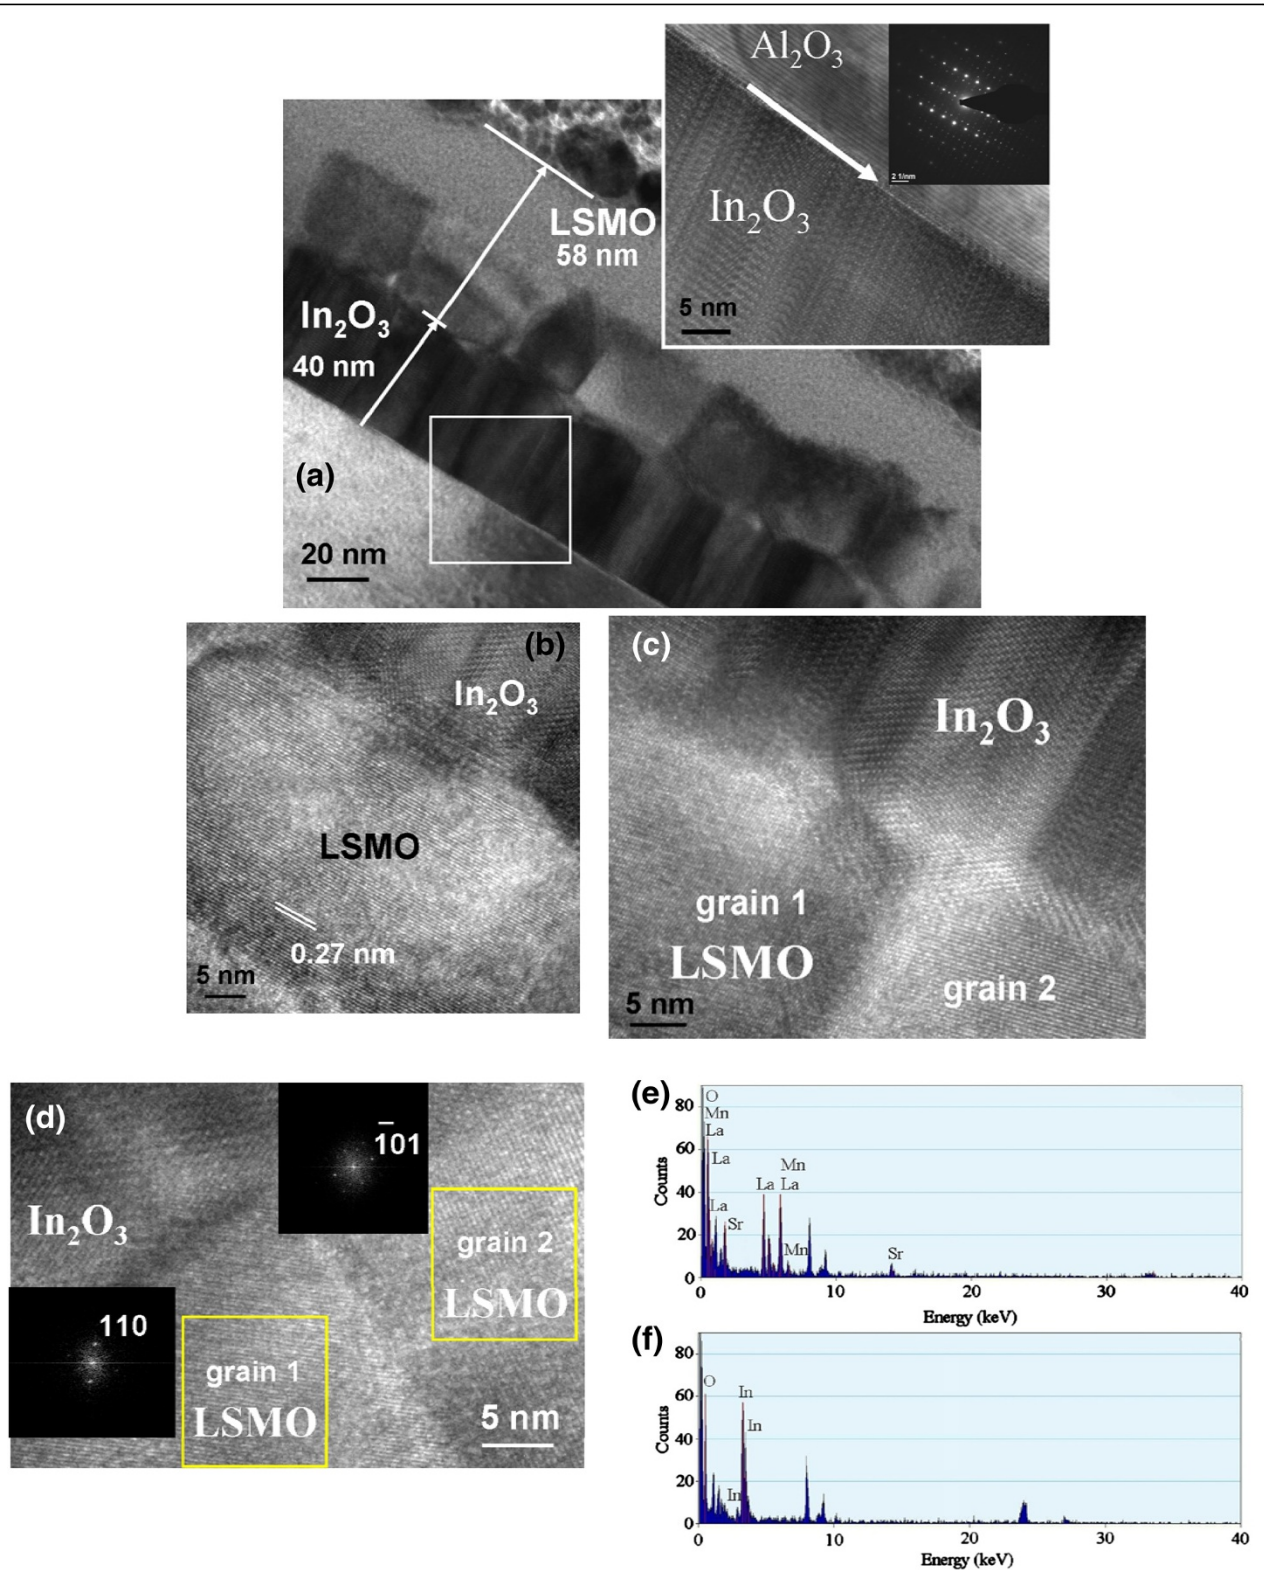 Al₂O₃
2 1/nm
In₂O₃
5 nm
LSMO
58 nm
In₂O₃
40 nm
(a)
20 nm
(b)
In₂O₃
LSMO
0.27 nm
5 nm
(c)
In₂O₃
grain 1
LSMO
grain 2
5 nm
(d)
1̄01
In₂O₃
grain 2
LSMO
110
grain 1
LSMO
5 nm
(e)
80
60
40
20
0
Counts
O
Mn
La
La
La
Sr
Mn
La
La
Mn
Sr
0 10 20 30 40
Energy (keV)
(f)
80
60
40
20
0
Counts
O
In
In
In
0 10 20 30 40
Energy (keV)